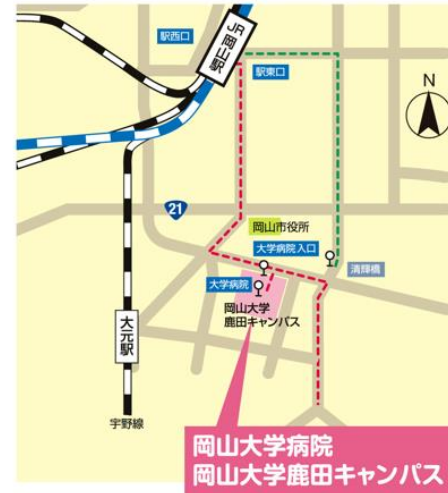 JR岡山駅
駅西口
駅東口
N
21
岡山市役所
大学病院入口
清輝橋
大学病院
岡山大学
鹿田キャンパス
大元駅
宇野線
岡山大学病院
岡山大学鹿田キャンパス